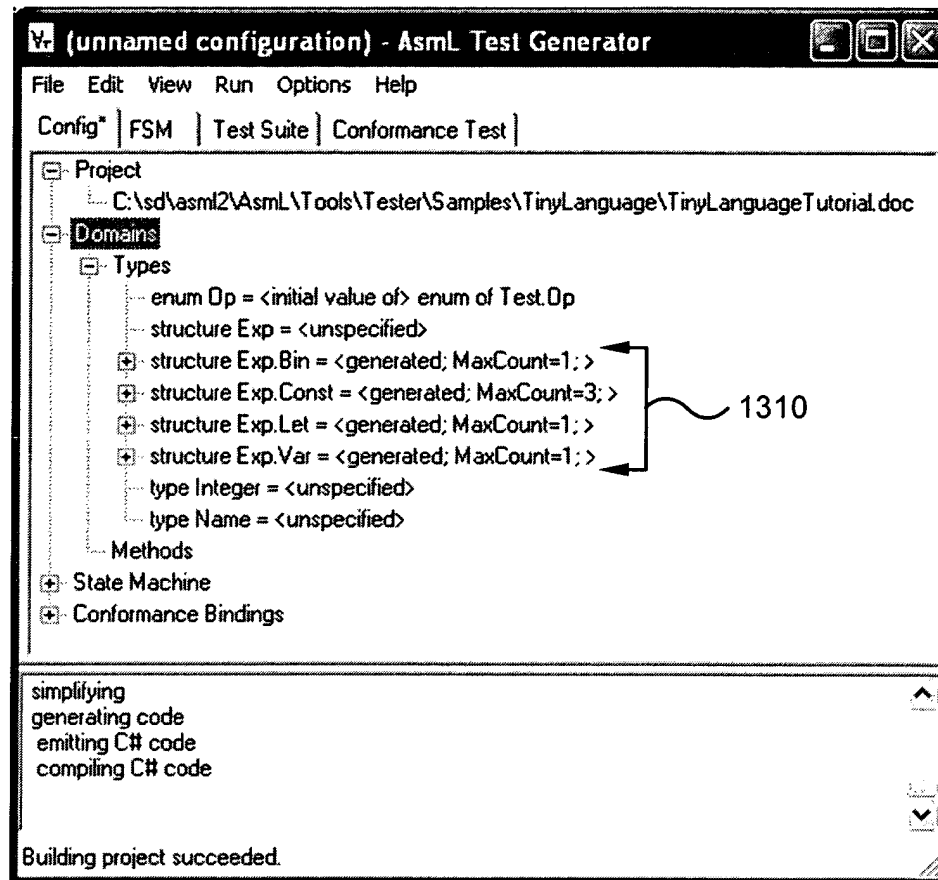 (unnamed configuration) - AsmL Test Generator
File Edit View Run Options Help
Config* FSM Test Suite Conformance Test
Project
C:\sd\asml2\AsmL\Tools\Tester\Samples\TinyLanguage\TinyLanguageTutorial.doc
Domains
Types
enum Op = <initial value of> enum of Test.Op
structure Exp = <unspecified>
structure Exp.Bin = <generated; MaxCount=1; >
structure Exp.Const = <generated; MaxCount=3; >
structure Exp.Let = <generated; MaxCount=1; >
structure Exp.Var = <generated; MaxCount=1; >
1310
type Integer = <unspecified>
type Name = <unspecified>
Methods
State Machine
Conformance Bindings
simplifying
generating code
emitting C# code
compiling C# code
Building project succeeded.